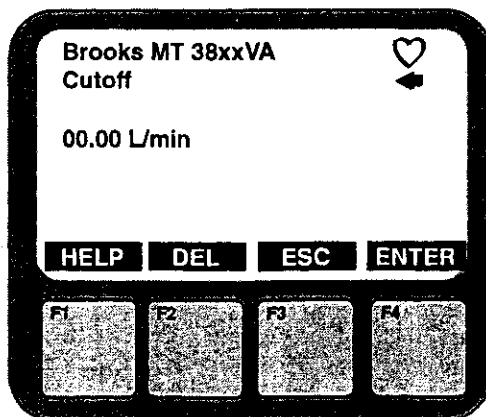 Brooks MT 38xxVA
Cutoff
00.00 L/min
HELP DEL ESC ENTER
F1 F2 F3 F4